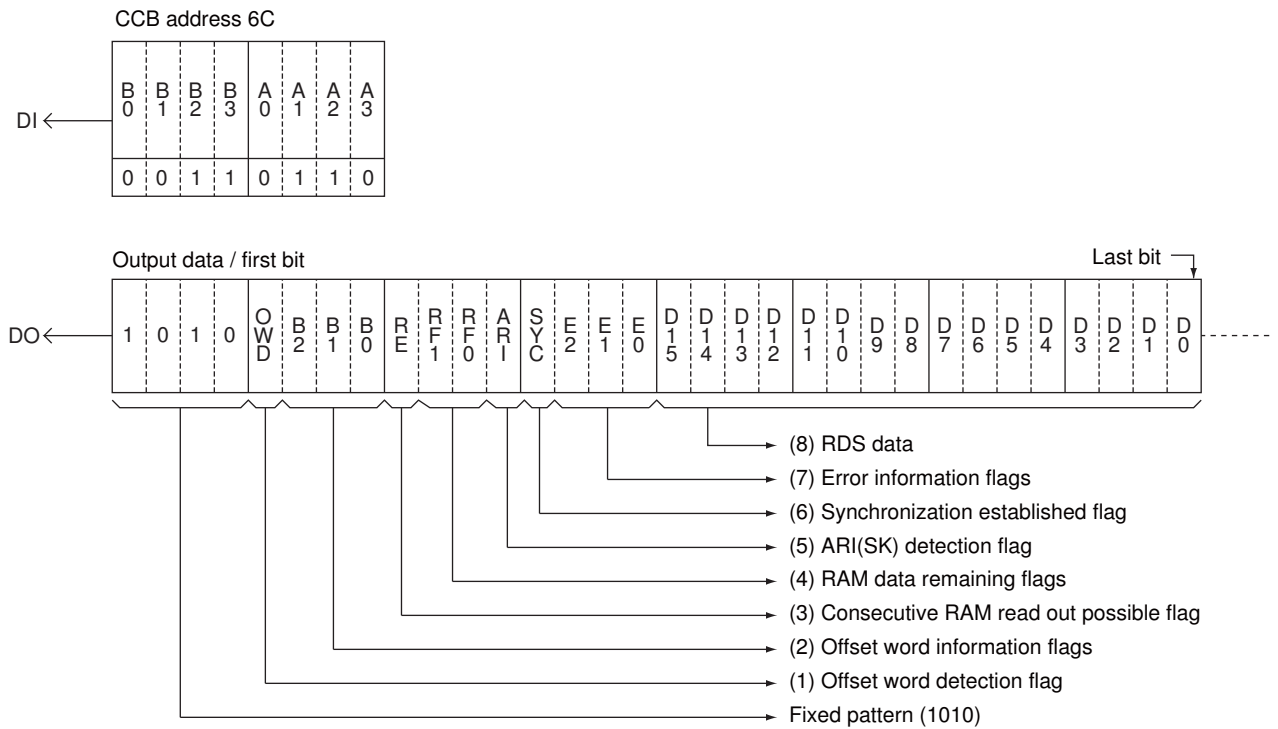 CCB address 6C
B0 B1 B2 B3 A0 A1 A2 A3
DI
0 0 1 1 0 1 1 0
Output data / first bit
Last bit
DO
1 0 1 0 OWD B2 B1 B0 RE RF1 RF0 ARI SYC E2 E1 E0 D15 D14 D13 D12 D11 D10 D9 D8 D7 D6 D5 D4 D3 D2 D1 D0
(8) RDS data
(7) Error information flags
(6) Synchronization established flag
(5) ARI(SK) detection flag
(4) RAM data remaining flags
(3) Consecutive RAM read out possible flag
(2) Offset word information flags
(1) Offset word detection flag
Fixed pattern (1010)